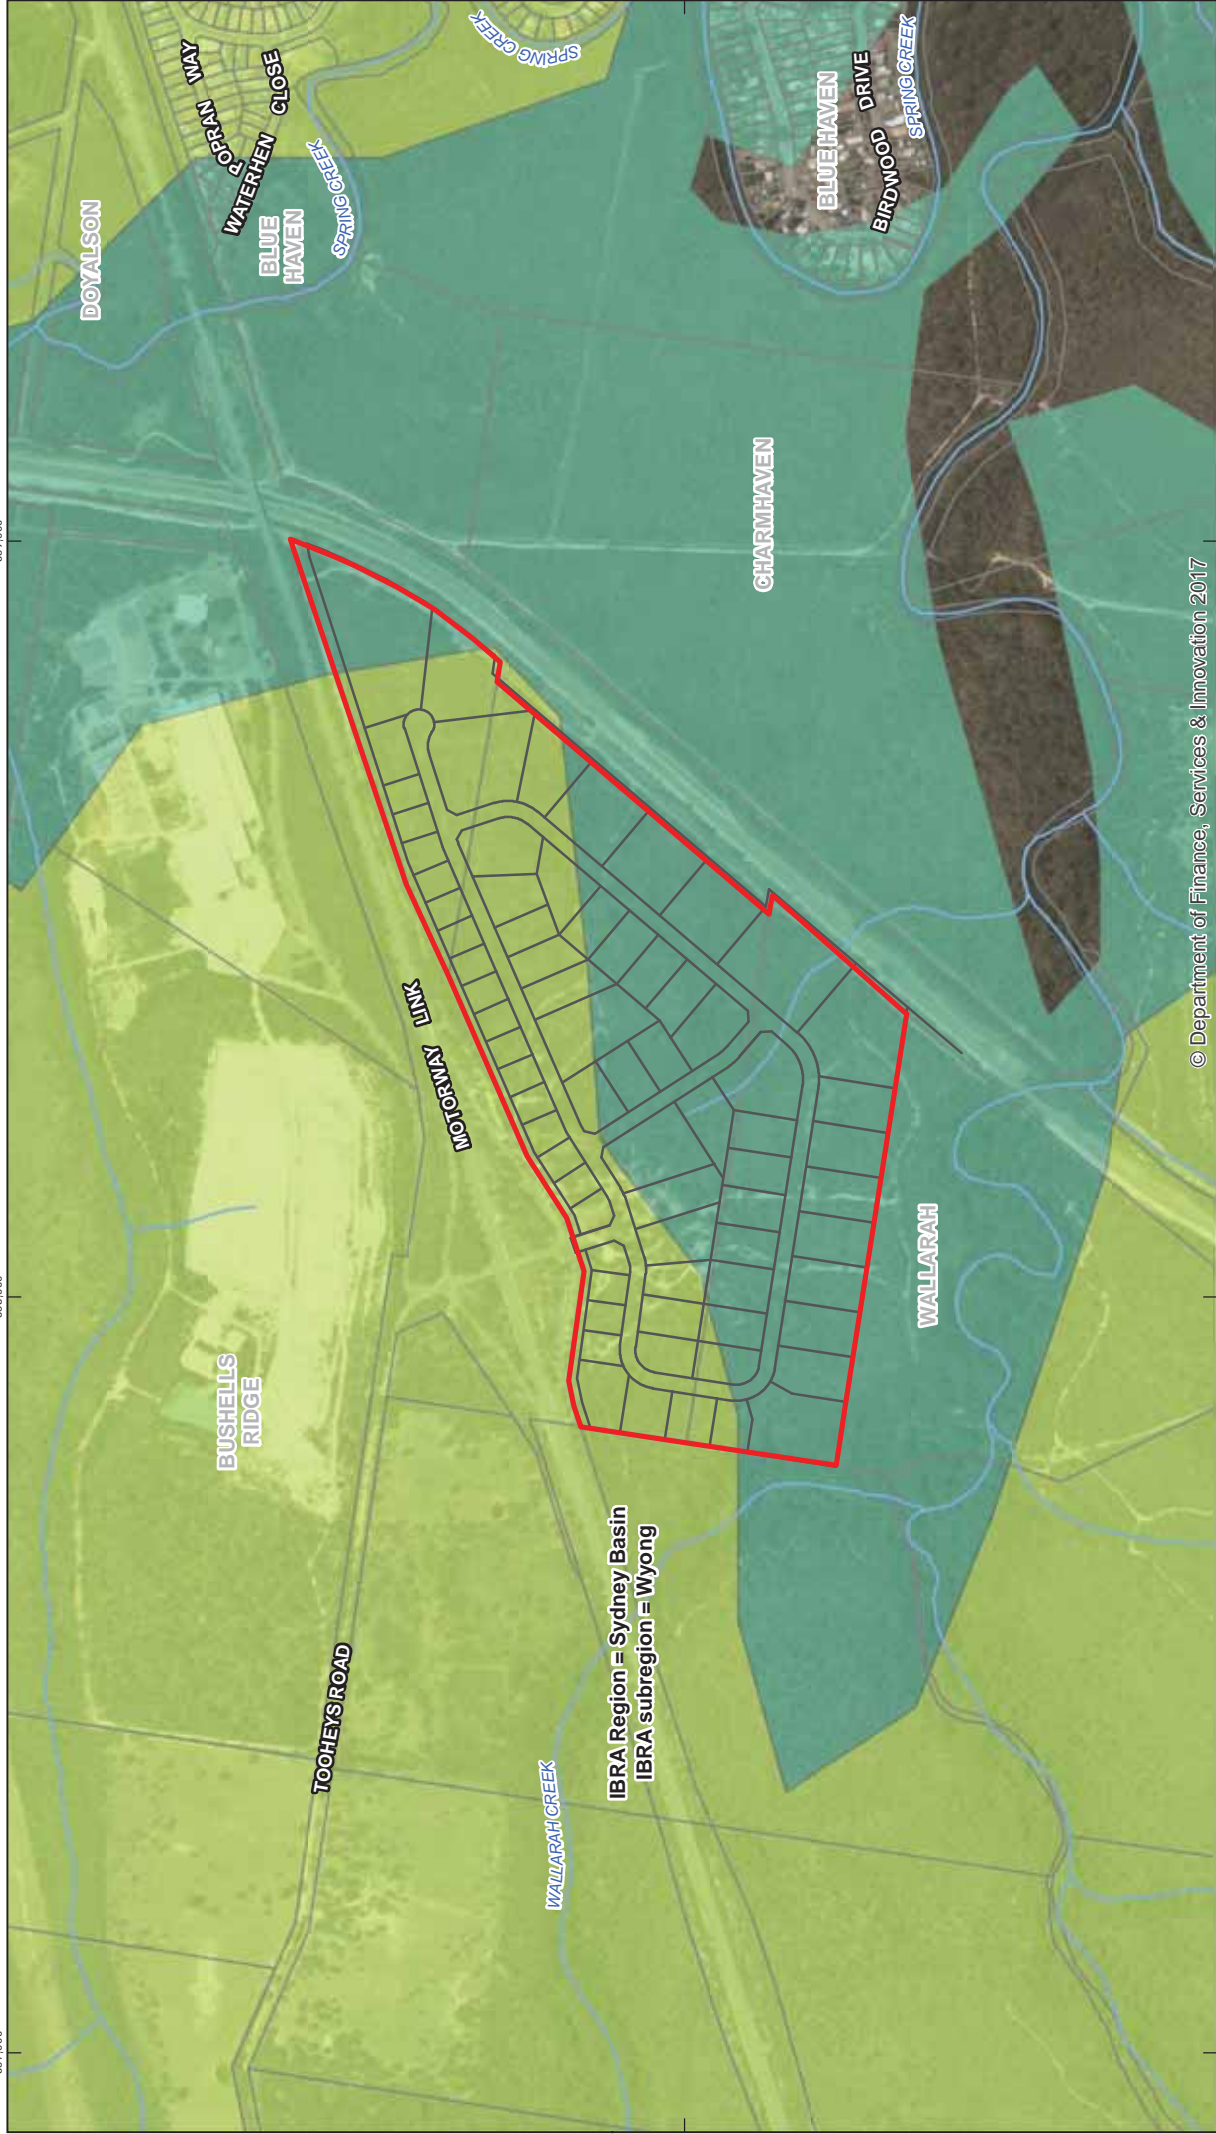 DOYALSON
POPRAN WAY
WATERHEN CLOSE
BLUE
HAVEN
SPRING CREEK
SPRING CREEK
SPRING CREEK
BLUE HAVEN
BIRDWOOD DRIVE
SPRING CREEK
CHARMHAVEN
MOTORWAY LINK
BUSHELLS
RIDGE
WALLARAH
TOOHEYS ROAD
IBRA Region = Sydney Basin
IBRA subregion = Wyong
WALLARAH CREEK
© Department of Finance, Services & Innovation 2017